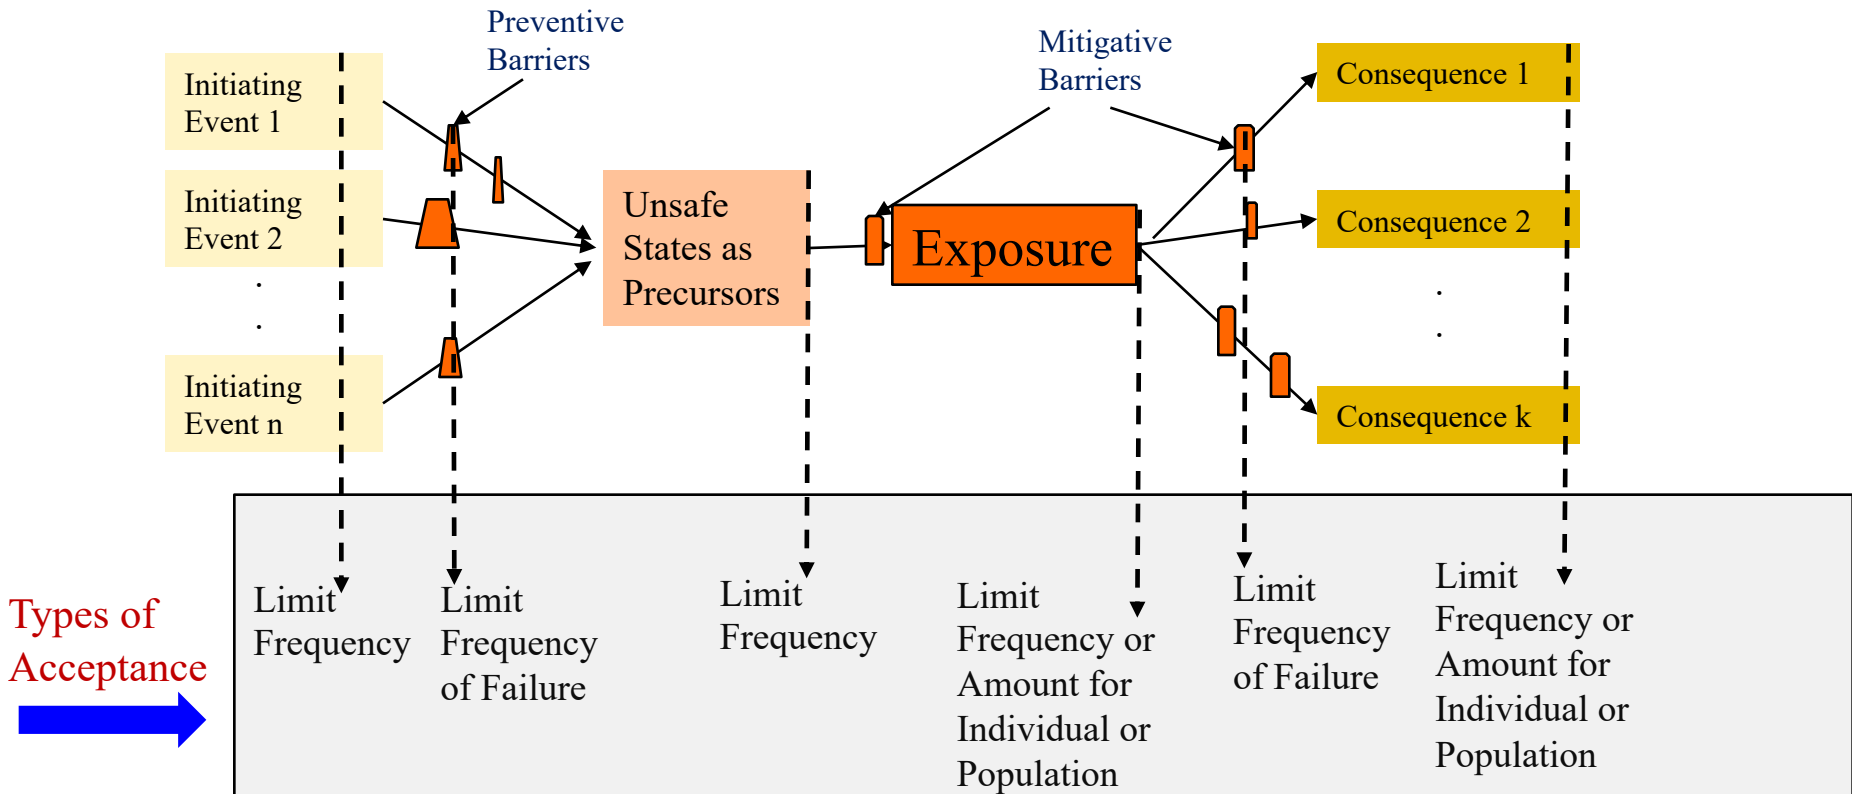 Preventive
Barriers
Mitigative
Barriers
Initiating
Event 1
Initiating
Event 2
.
.
Initiating
Event n
Unsafe
States as
Precursors
Exposure
Consequence 1
Consequence 2
.
.
Consequence k
Types of
Acceptance
Limit
Frequency
Limit
Frequency
of Failure
Limit
Frequency
Limit
Frequency or
Amount for
Individual or
Population
Limit
Frequency
of Failure
Limit
Frequency or
Amount for
Individual or
Population